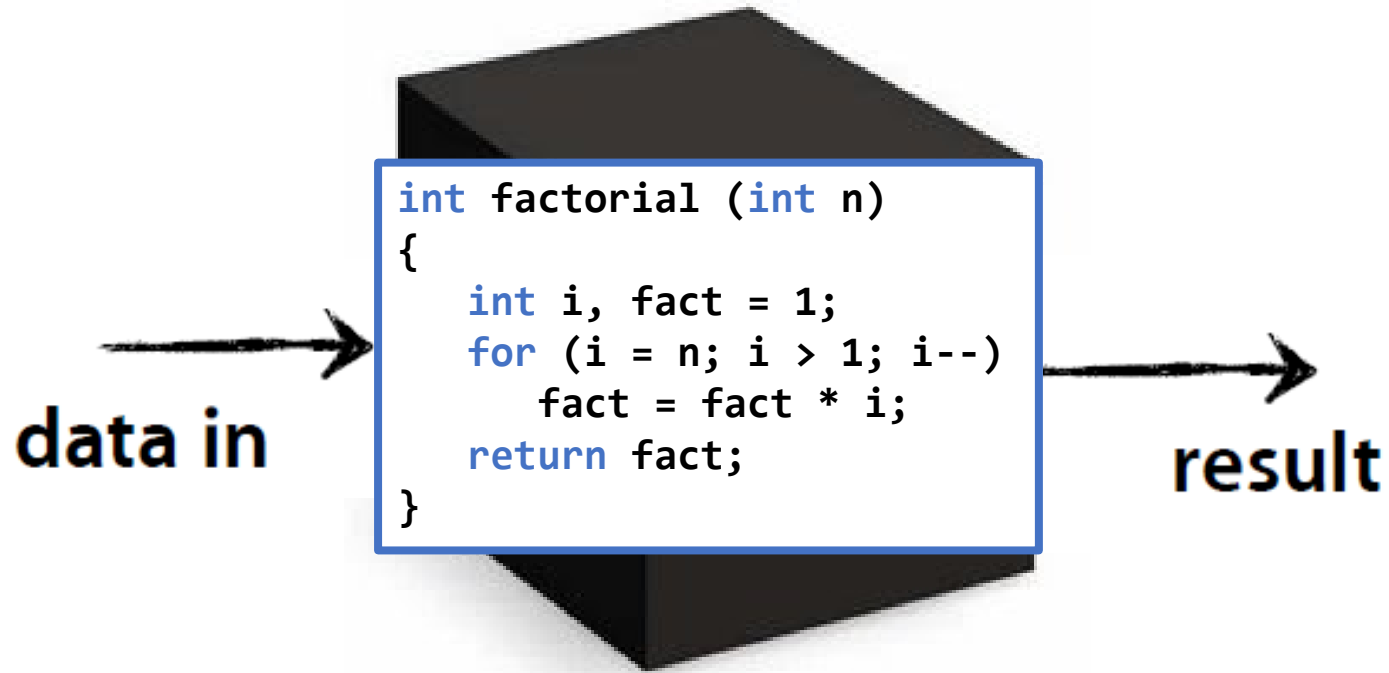 int factorial (int n)
{
   int i, fact = 1;
   for (i = n; i > 1; i--)
      fact = fact * i;
   return fact;
}
data in
result